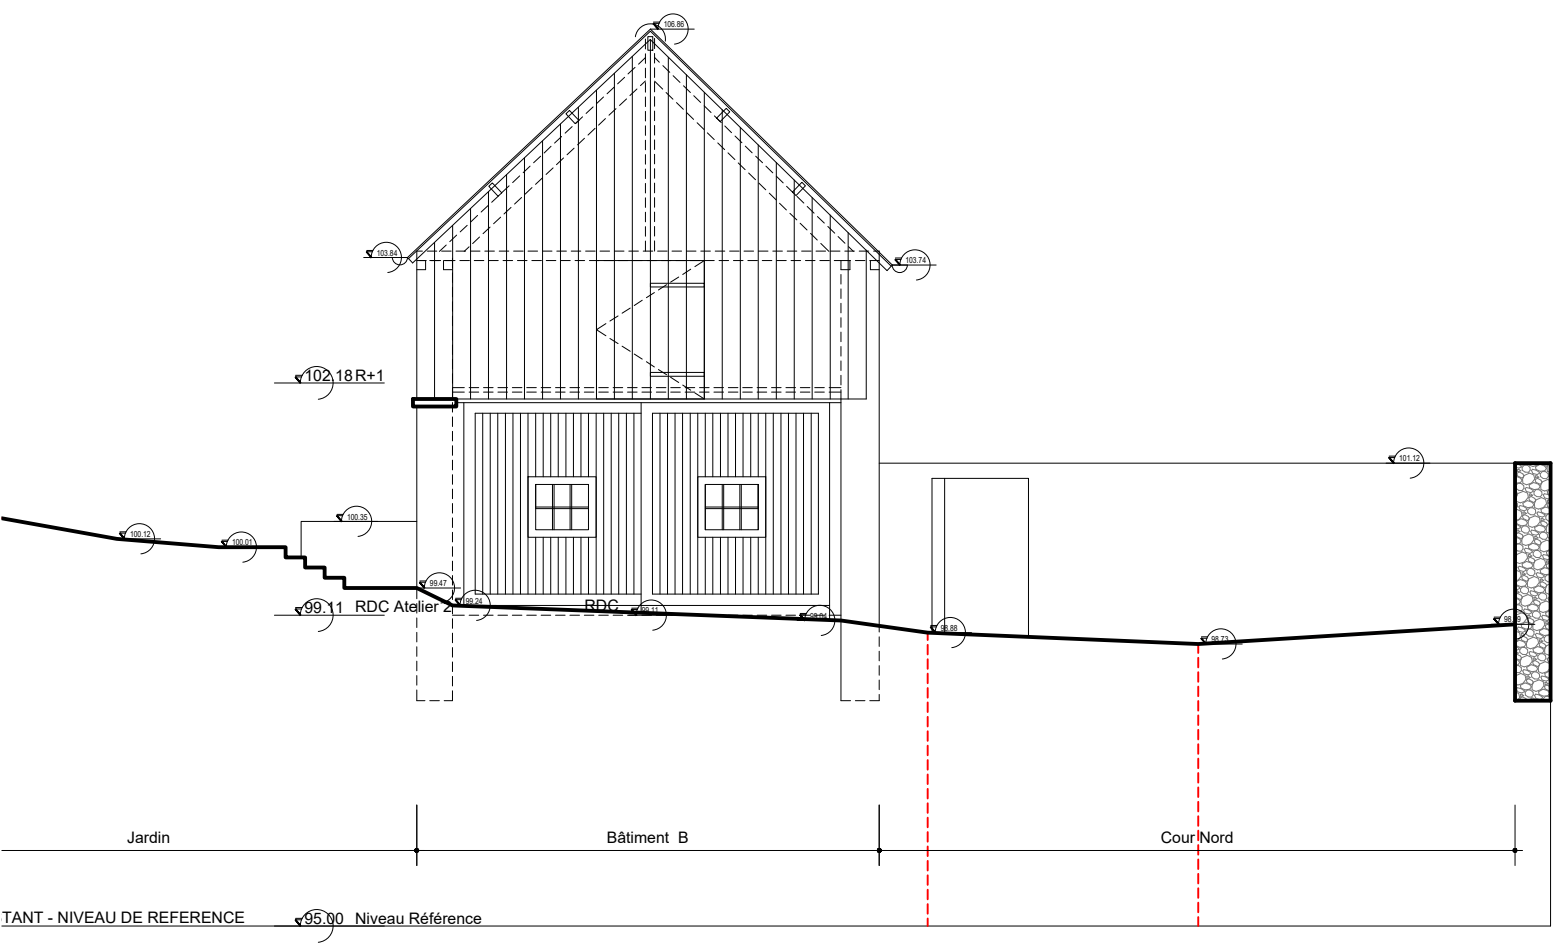 106.86
103.84
103.74
102.18 R+1
101.12
100.35
100.12
100.01
99.47
99.24
99.11 RDC Atelier 2
RDC
99.11
98.88
98.73
Jardin
Bâtiment B
Cour Nord
TANT - NIVEAU DE REFERENCE
95.00 Niveau Référence